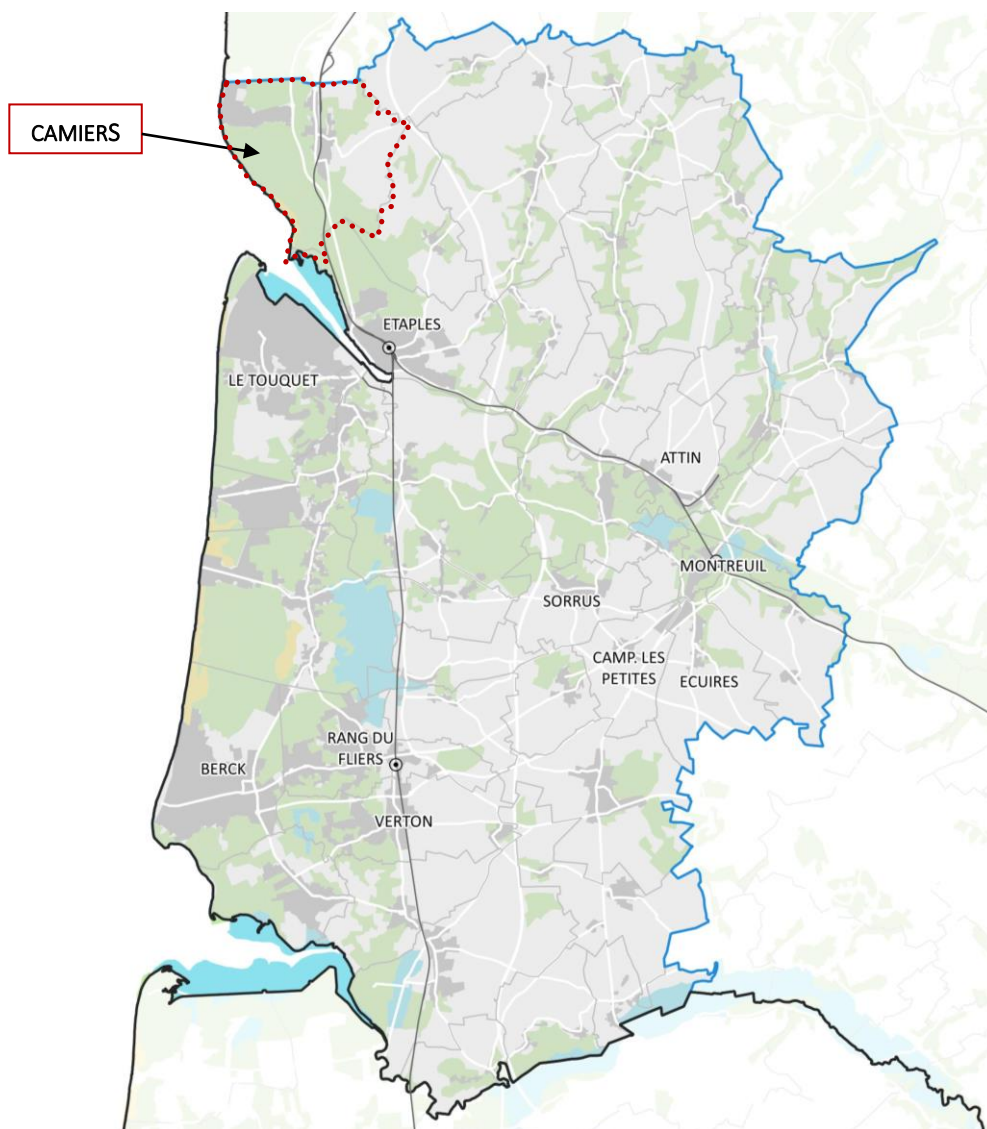 CAMIERS
ETAPLES
LE TOUQUET
ATTIN
MONTREUIL
SORRUS
CAMP. LES
PETITES
ECUIRES
RANG DU
FLIERS
BERCK
VERTON